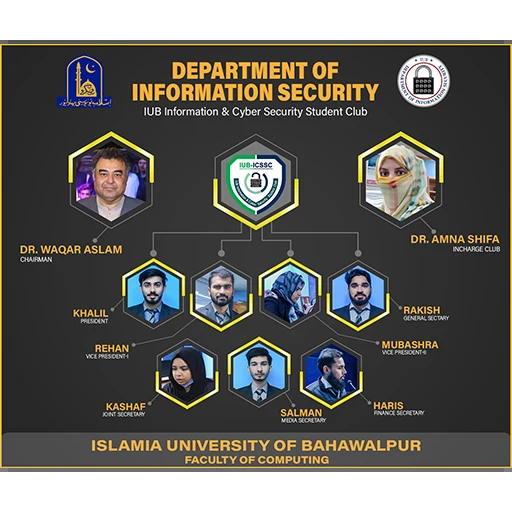 DEPARTMENT OF
INFORMATION SECURITY
IUB Information & Cyber Security Student Club
IUB-ICSSC
DR. WAQAR ASLAM
CHAIRMAN
DR. AMNA SHIFA
INCHARGE CLUB
KHALIL
PRESIDENT
REHAN
VICE PRESIDENT-I
MUBASHRA
VICE PRESIDENT-II
RAKISH
GENERAL SECTARY
KASHAF
JOINT SECRETARY
SALMAN
MEDIA SECRETARY
HARIS
FINANCE SECRETARY
ISLAMIA UNIVERSITY OF BAHAWALPUR
FACULTY OF COMPUTING